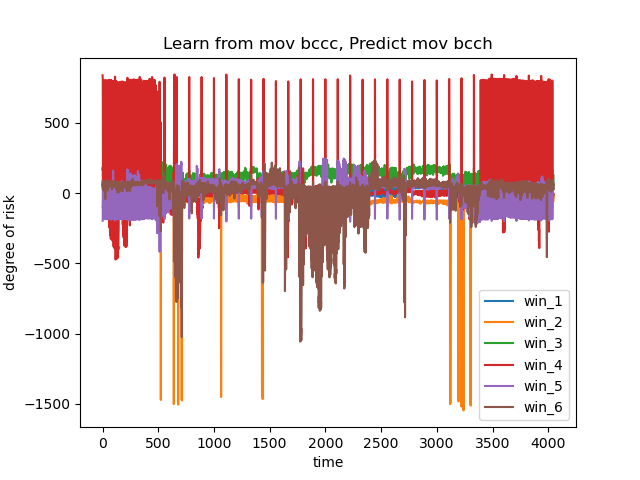 Learn from mov bccc, Predict mov bcch
degree of risk
500
0
−500
−1000
−1500
win_1
win_2
win_3
win_4
win_5
win_6
0 500 1000 1500 2000 2500 3000 3500 4000
time